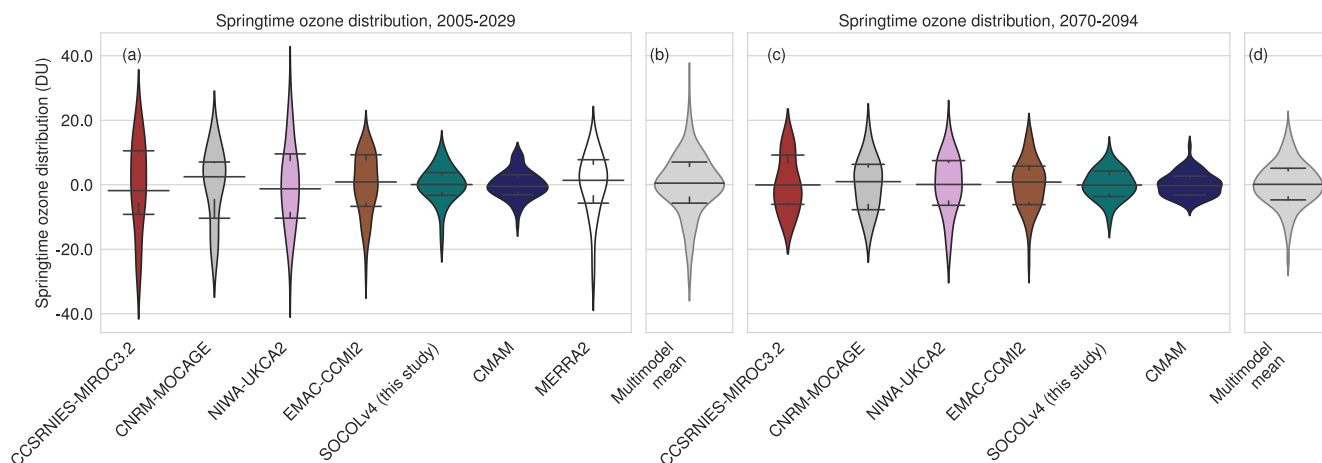 Springtime ozone distribution, 2005-2029
Springtime ozone distribution, 2070-2094
Springtime ozone distribution (DU)
40.0
20.0
0.0
-20.0
-40.0
(a)
(b)
(c)
(d)
CCSRNIES-MIROC3.2
CNRM-MOCAGE
NIWA-UKCA2
EMAC-CCMI2
SOCOLv4 (this study)
CMAM
MERRA2
Multimodel
mean
CCSRNIES-MIROC3.2
CNRM-MOCAGE
NIWA-UKCA2
EMAC-CCMI2
SOCOLv4 (this study)
CMAM
Multimodel
mean